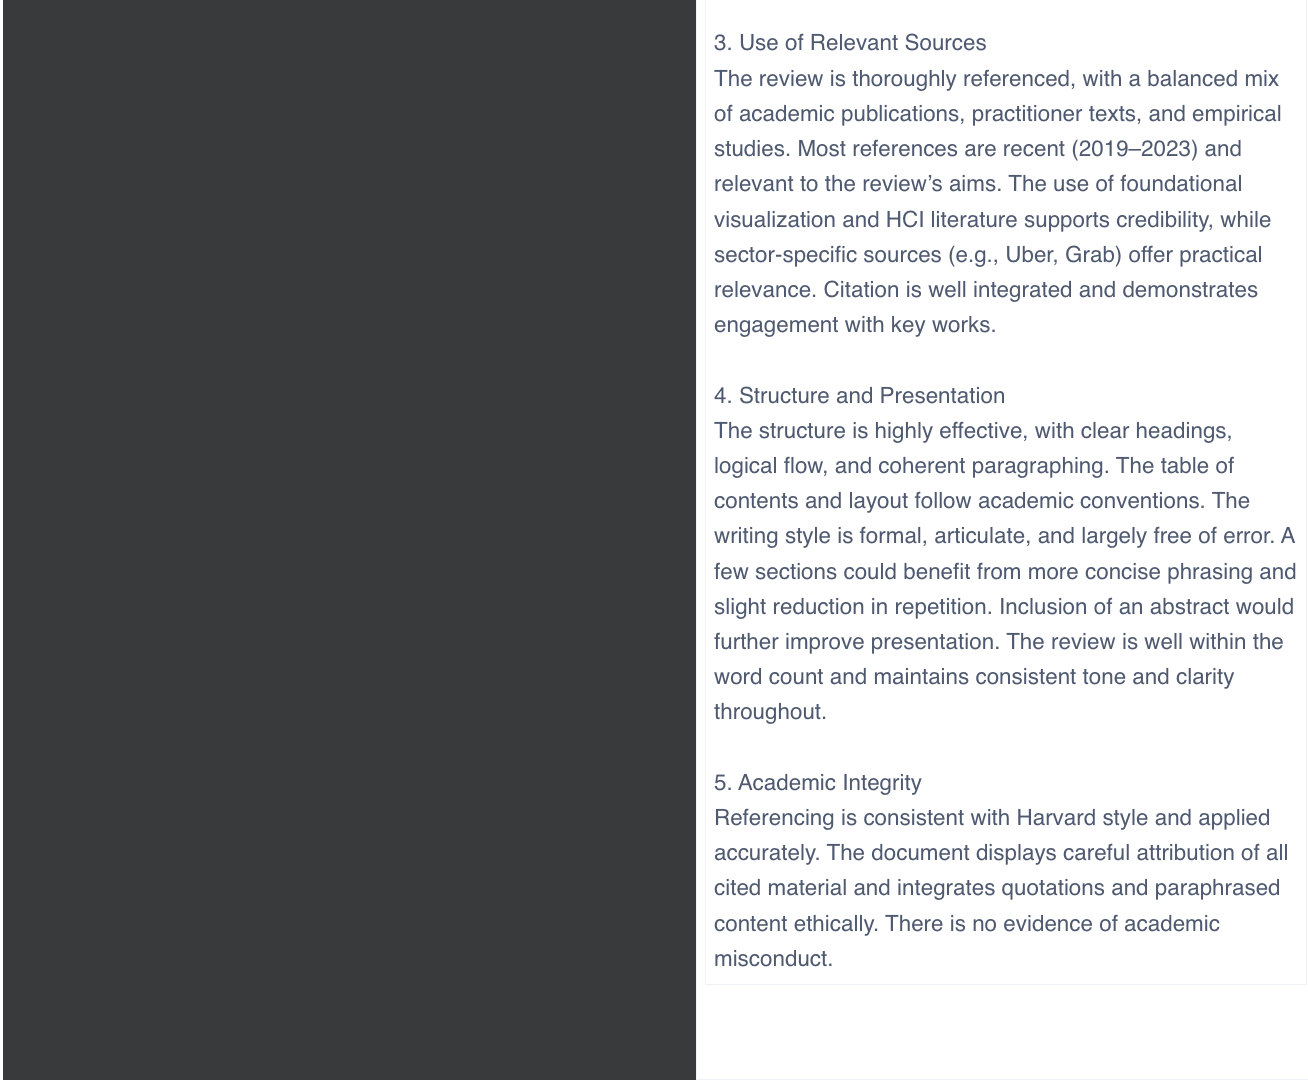 3. Use of Relevant Sources
The review is thoroughly referenced, with a balanced mix
of academic publications, practitioner texts, and empirical
studies. Most references are recent (2019–2023) and
relevant to the review’s aims. The use of foundational
visualization and HCI literature supports credibility, while
sector-specific sources (e.g., Uber, Grab) offer practical
relevance. Citation is well integrated and demonstrates
engagement with key works.
4. Structure and Presentation
The structure is highly effective, with clear headings,
logical flow, and coherent paragraphing. The table of
contents and layout follow academic conventions. The
writing style is formal, articulate, and largely free of error. A
few sections could benefit from more concise phrasing and
slight reduction in repetition. Inclusion of an abstract would
further improve presentation. The review is well within the
word count and maintains consistent tone and clarity
throughout.
5. Academic Integrity
Referencing is consistent with Harvard style and applied
accurately. The document displays careful attribution of all
cited material and integrates quotations and paraphrased
content ethically. There is no evidence of academic
misconduct.